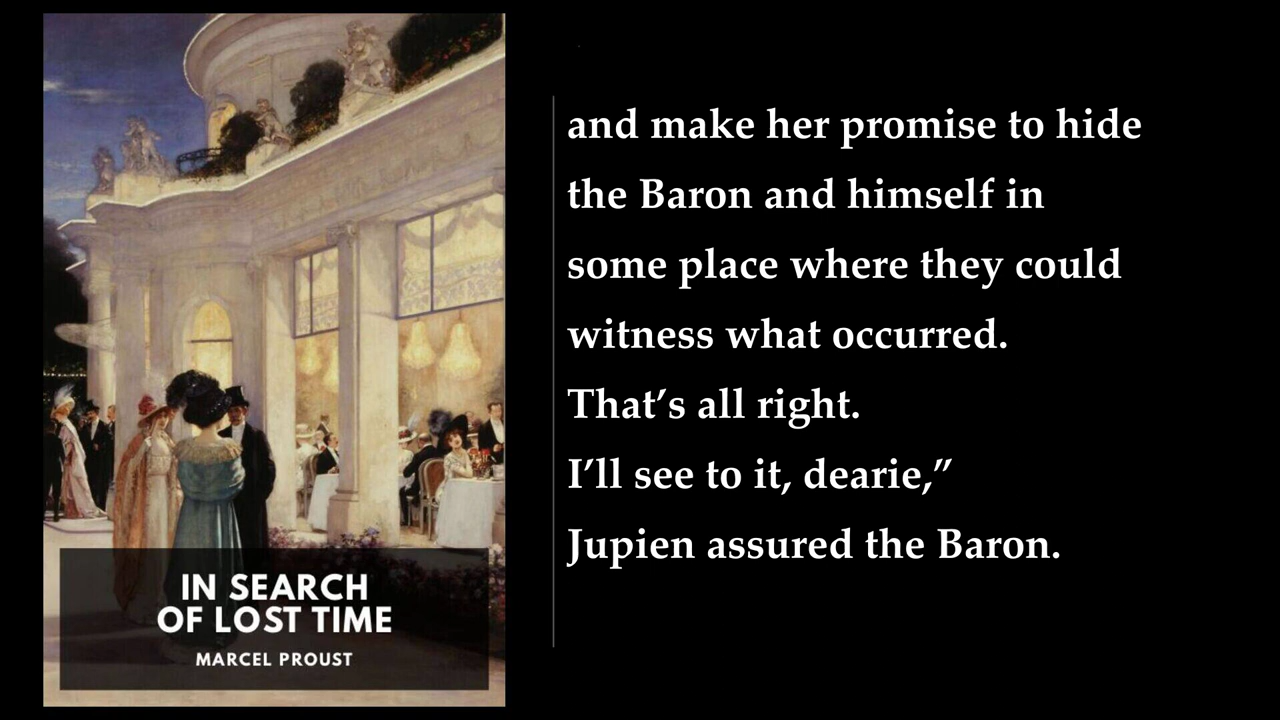 IN SEARCH
OF LOST TIME
MARCEL PROUST
and make her promise to hide
the Baron and himself in
some place where they could
witness what occurred.
That’s all right.
I’ll see to it, dearie,”
Jupien assured the Baron.